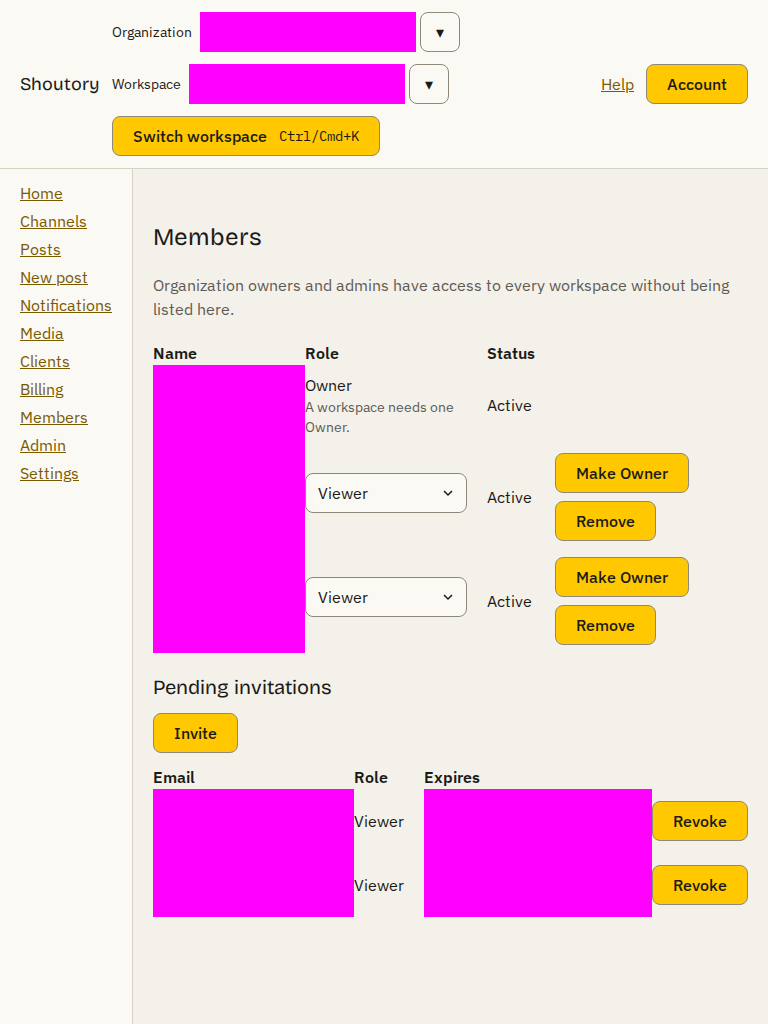 Organization ▼
Shoutory Workspace ▼ Help Account
Switch workspace Ctrl/Cmd+K
Home
Channels
Posts
New post
Notifications
Media
Clients
Billing
Members
Admin
Settings
Members
Organization owners and admins have access to every workspace without being
listed here.
Name Role Status
Owner
A workspace needs one
Owner.
Active
Viewer Active Make Owner
Remove
Viewer Active Make Owner
Remove
Pending invitations
Invite
Email Role Expires
Viewer Revoke
Viewer Revoke